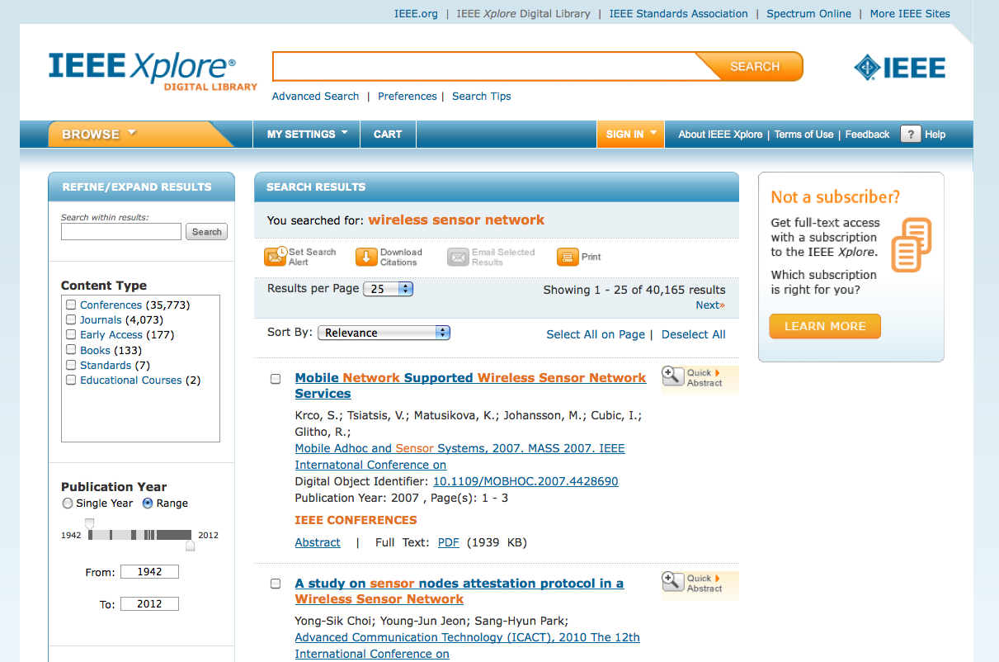 IEEE.org | IEEE Xplore Digital Library | IEEE Standards Association | Spectrum Online | More IEEE Sites
IEEE Xplore®
DIGITAL LIBRARY
SEARCH
IEEE
Advanced Search | Preferences | Search Tips
BROWSE
MY SETTINGS
CART
SIGN IN
About IEEE Xplore | Terms of Use | Feedback
? Help
REFINE/EXPAND RESULTS
Search within results:
Search
Content Type
Conferences (35,773)
Journals (4,073)
Early Access (177)
Books (133)
Standards (7)
Educational Courses (2)
Publication Year
Single Year Range
1942 2012
From: 1942
To: 2012
SEARCH RESULTS
You searched for: wireless sensor network
Set Search
Alert
Download
Citations
Email Selected
Results
Print
Results per Page 25
Showing 1 - 25 of 40,165 results
Next»
Sort By: Relevance
Select All on Page | Deselect All
Mobile Network Supported Wireless Sensor Network
Services
Quick
Abstract
Krco, S.; Tsiatsis, V.; Matusikova, K.; Johansson, M.; Cubic, I.;
Glitho, R.;
Mobile Adhoc and Sensor Systems, 2007. MASS 2007. IEEE
Internatonal Conference on
Digital Object Identifier: 10.1109/MOBHOC.2007.4428690
Publication Year: 2007 , Page(s): 1 - 3
IEEE CONFERENCES
Abstract | Full Text: PDF (1939 KB)
A study on sensor nodes attestation protocol in a
Wireless Sensor Network
Quick
Abstract
Yong-Sik Choi; Young-Jun Jeon; Sang-Hyun Park;
Advanced Communication Technology (ICACT), 2010 The 12th
International Conference on
Not a subscriber?
Get full-text access
with a subscription
to the IEEE Xplore.
Which subscription
is right for you?
LEARN MORE